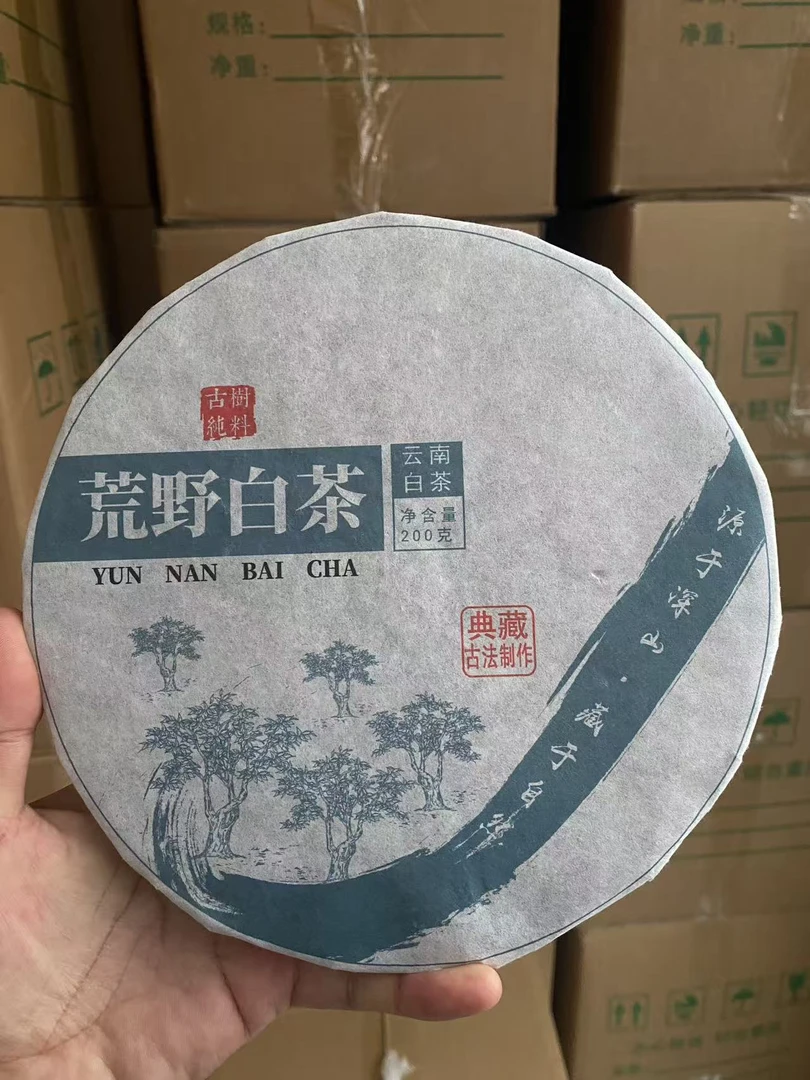 规格:
净重:
净重:
古樹
純料
荒野白茶
云南
白茶
净含量
200克
YUN NAN BAI CHA
典藏
古法制作
源于深山·藏于自然